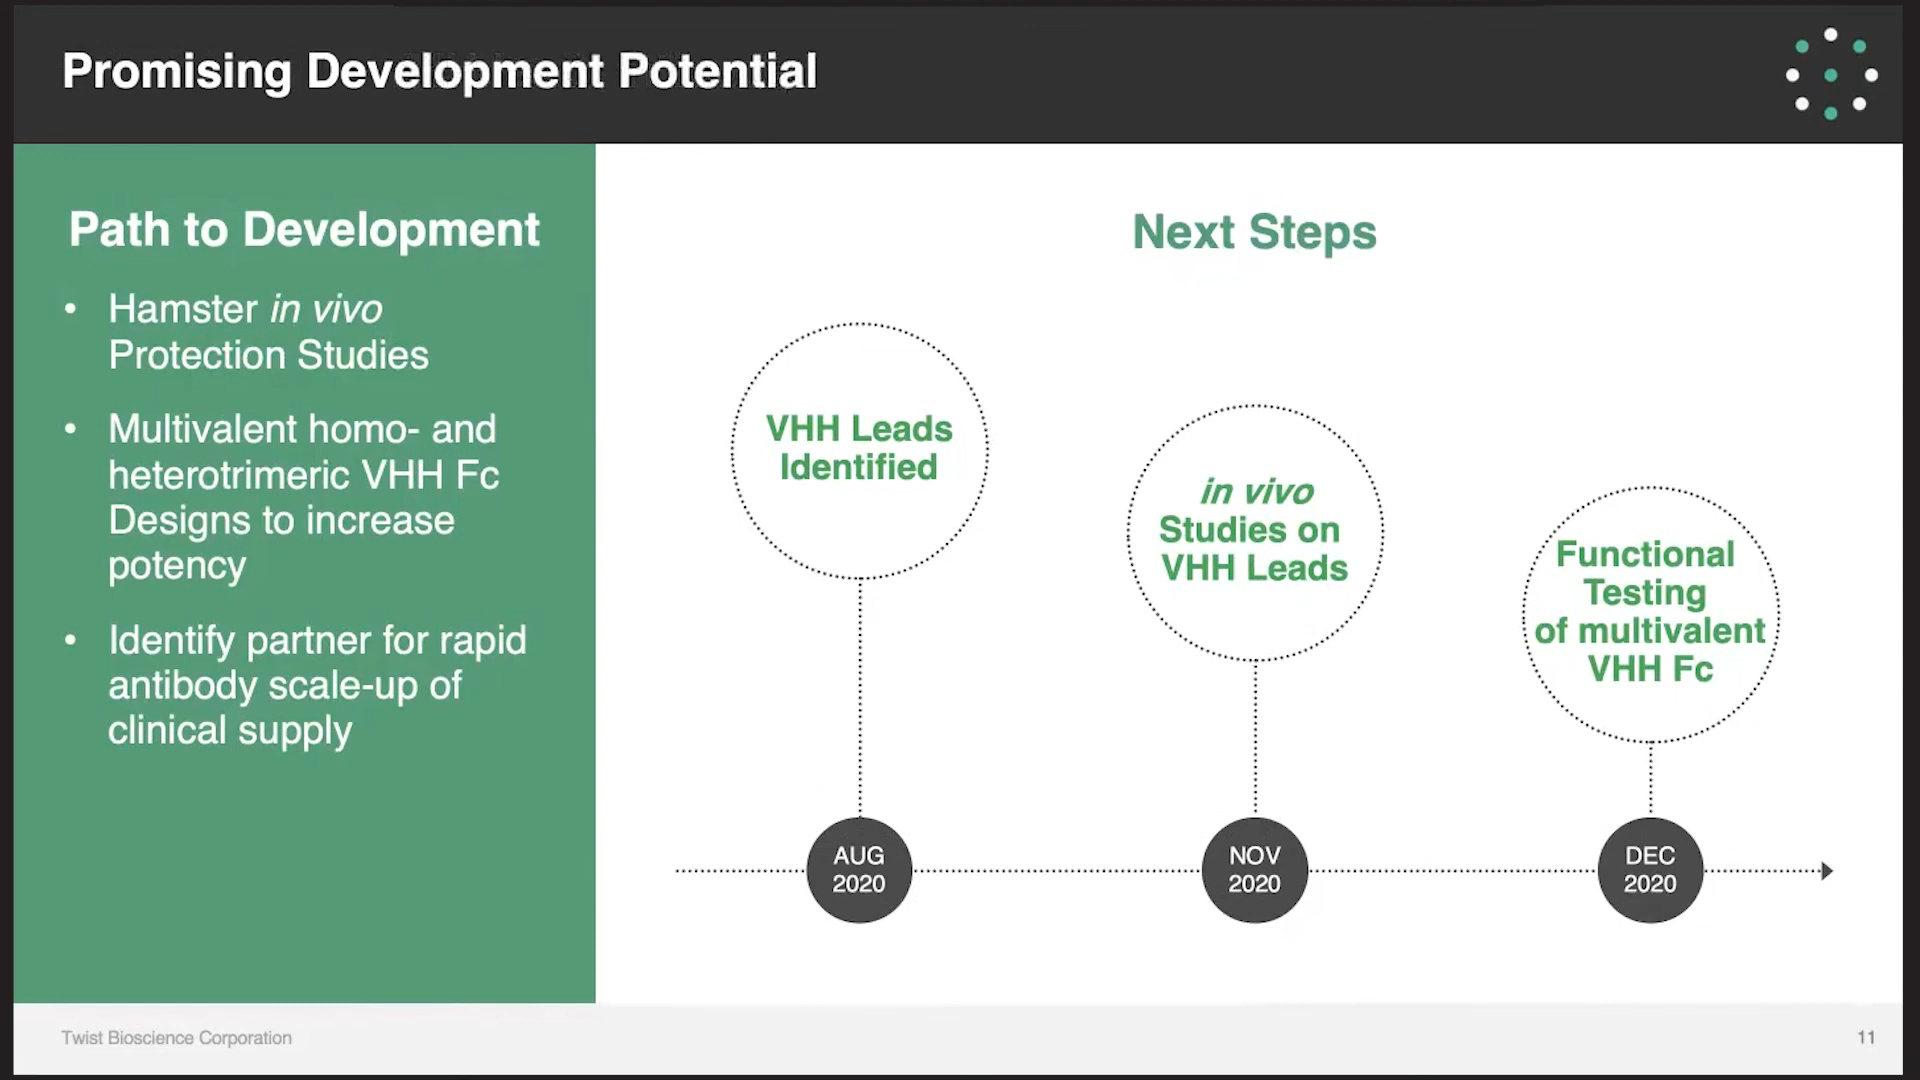 Promising Development Potential
Path to Development
• Hamster in vivo
Protection Studies
• Multivalent homo- and
heterotrimeric VHH Fc
Designs to increase
potency
• Identify partner for rapid
antibody scale-up of
clinical supply
Next Steps
VHH Leads
Identified
in vivo
Studies on
VHH Leads
Functional
Testing
of multivalent
VHH Fc
AUG
2020
NOV
2020
DEC
2020
Twist Bioscience Corporation
11